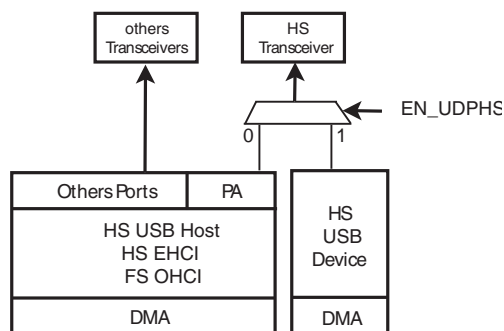 others
Transceivers
HS
Transceiver
EN_UDPHS
0
1
Others Ports
PA
HS USB Host
HS EHCI
FS OHCI
DMA
HS
USB
Device
DMA